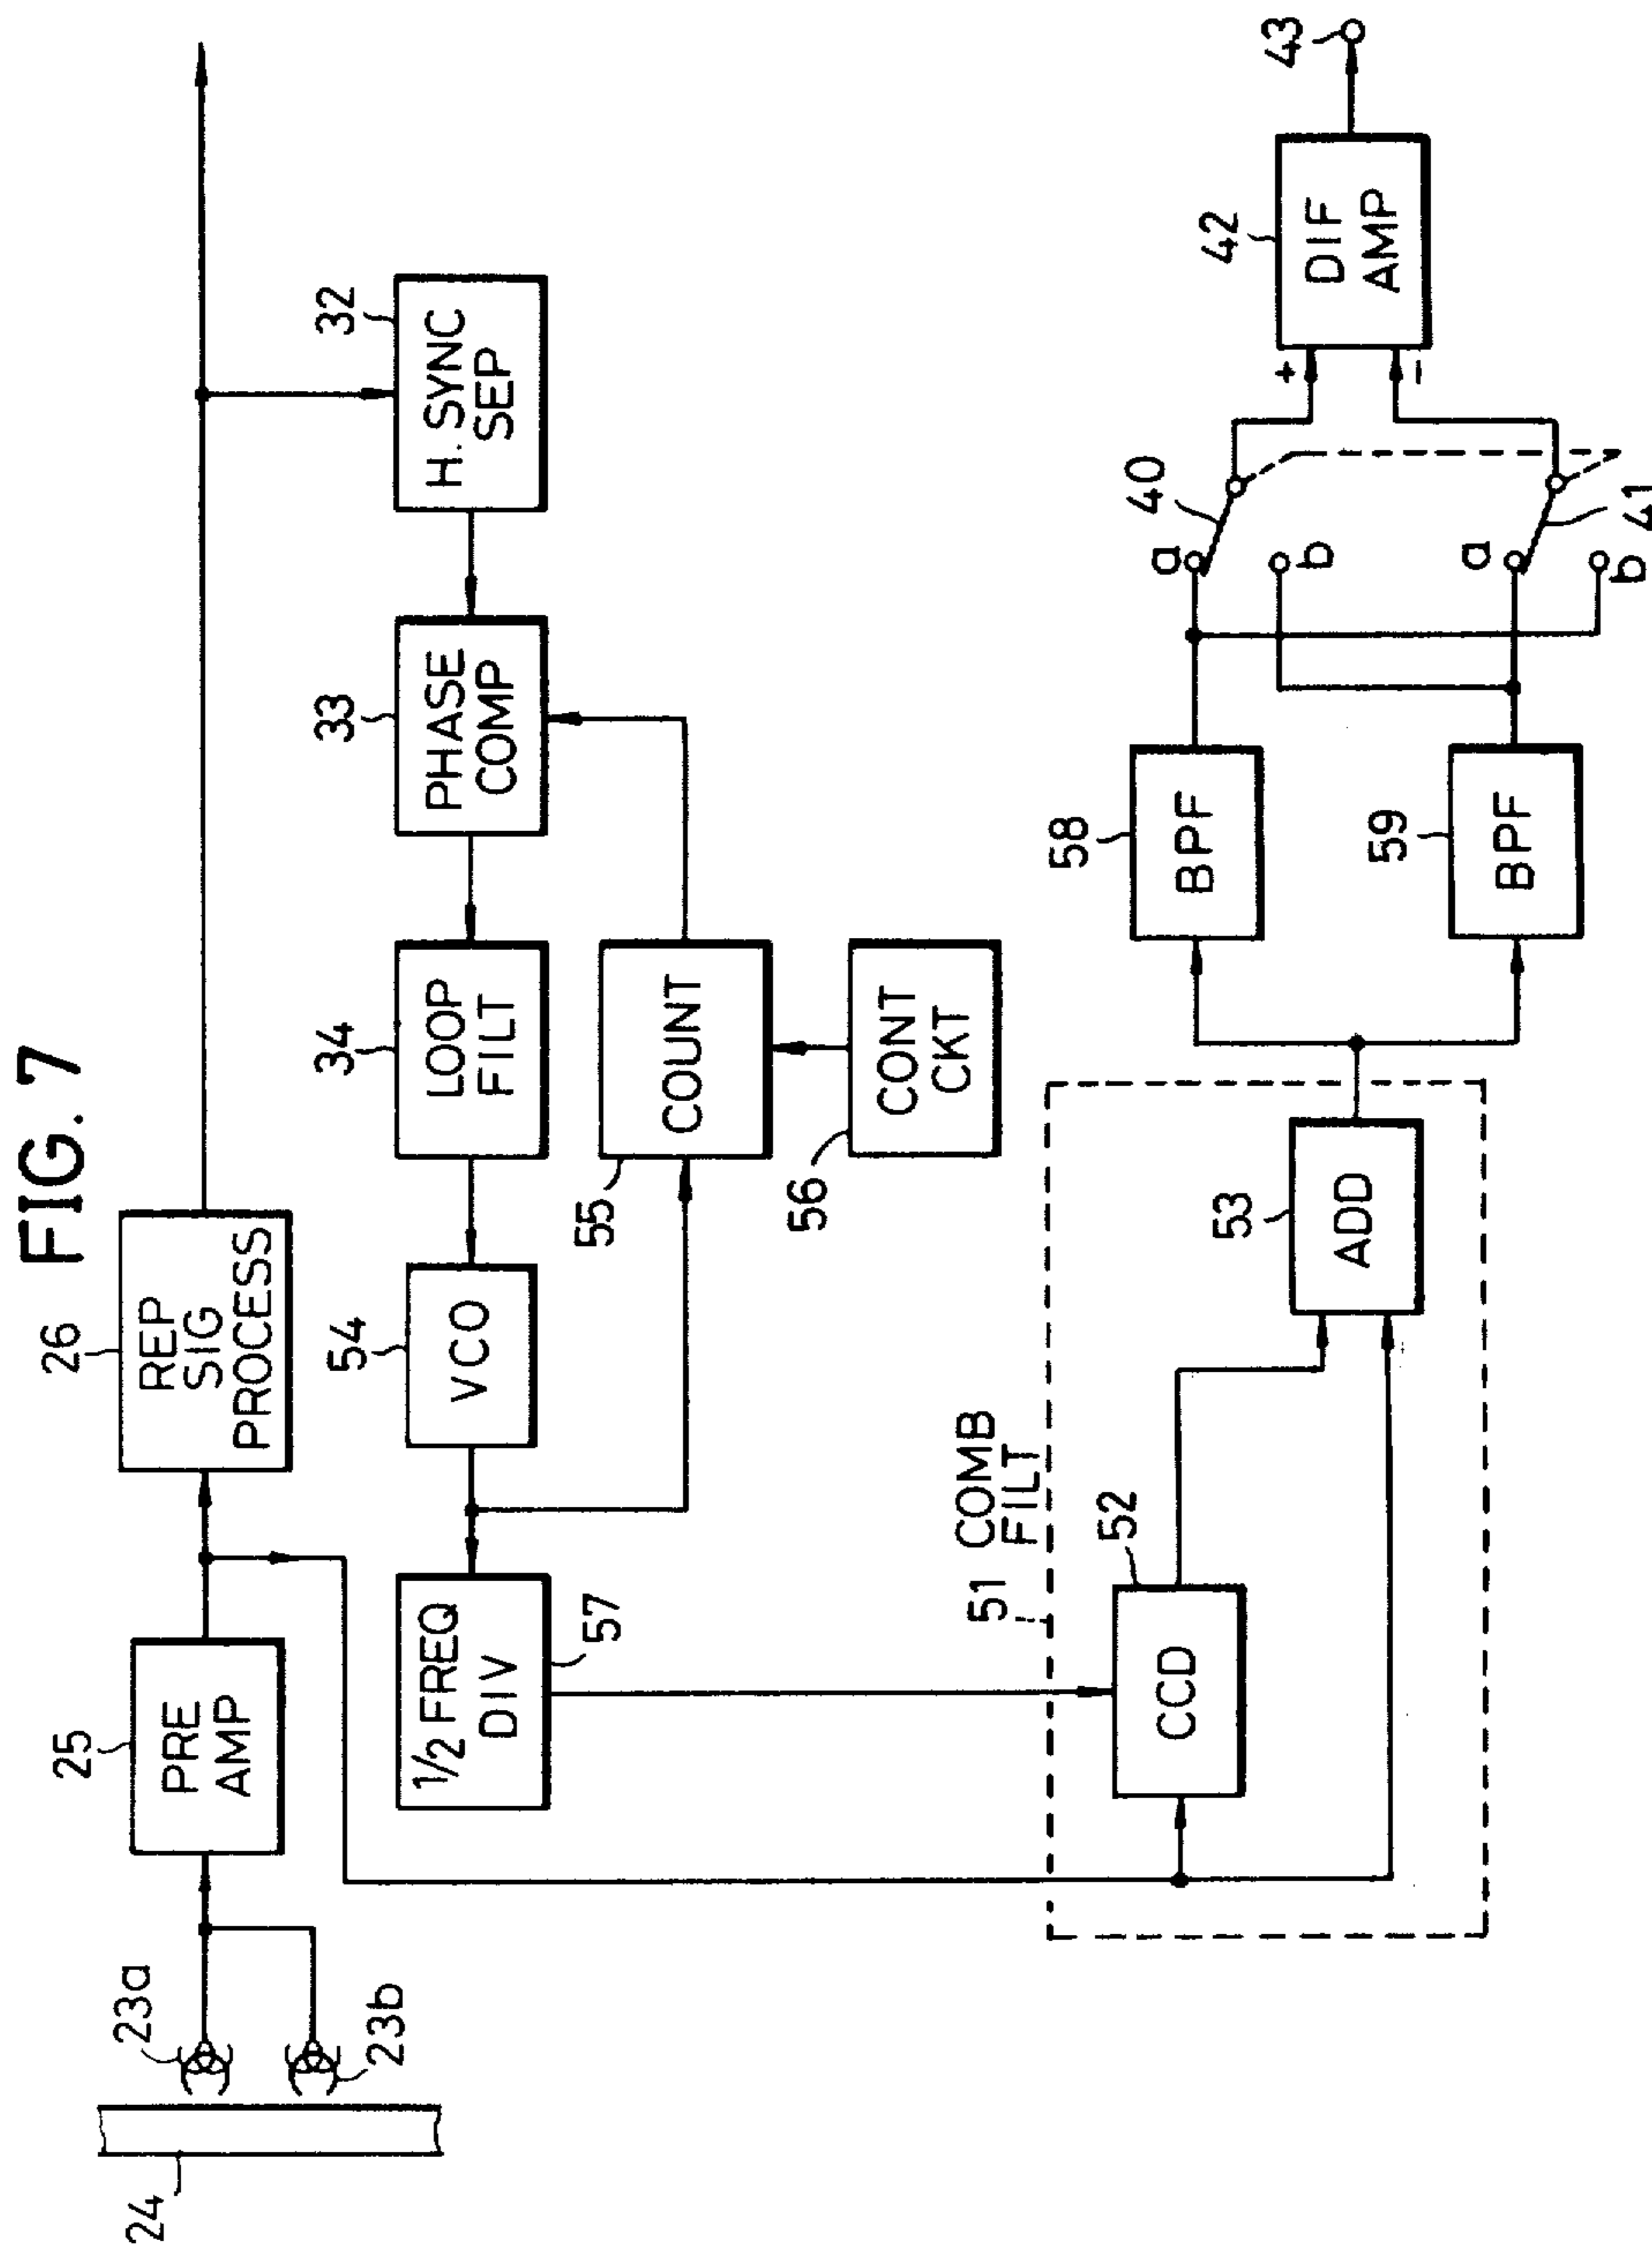 FIG. 7
24
23a
23b
25
PRE
AMP
26
REP
SIG
PROCESS
32
H. SYNC
SEP
33
PHASE
COMP
34
LOOP
FILT
54
VCO
1/2 FREQ
DIV
57
55
COUNT
56
CONT
CKT
51 COMB
FILT
52
CCD
53
ADD
58
BPF
59
BPF
40
a
b
41
a
b
+
−
42
DIF
AMP
43